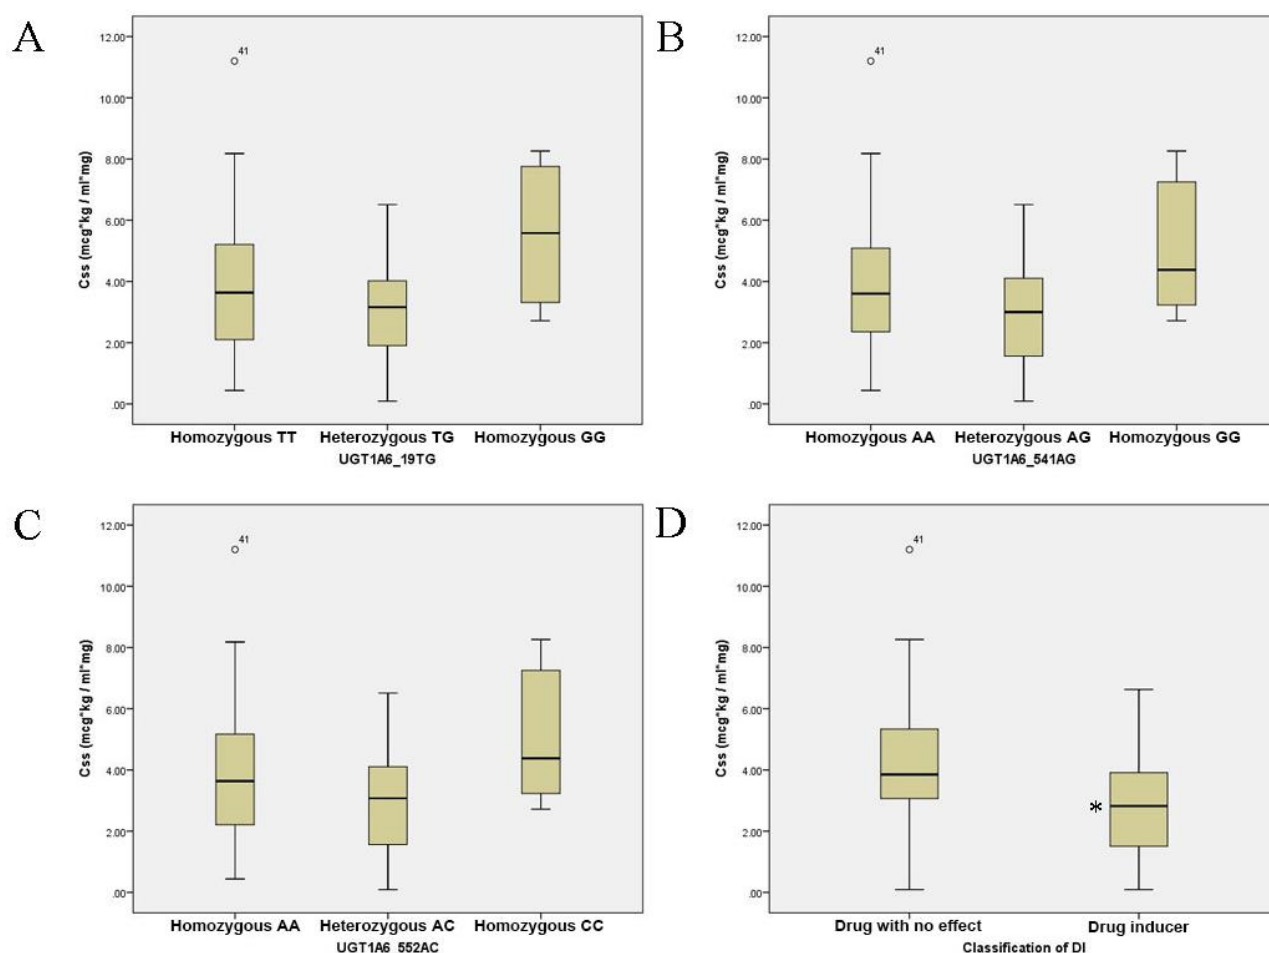 A
12.00
10.00
8.00
6.00
4.00
2.00
.00
Css (mcg*kg / ml*mg)
41
Homozygous TT
Heterozygous TG
Homozygous GG
UGT1A6_19TG
B
12.00
10.00
8.00
6.00
4.00
2.00
.00
Css (mcg*kg / ml*mg)
41
Homozygous AA
Heterozygous AG
Homozygous GG
UGT1A6_541AG
C
12.00
10.00
8.00
6.00
4.00
2.00
.00
Css (mcg*kg / ml*mg)
41
Homozygous AA
Heterozygous AC
Homozygous CC
UGT1A6_552AC
D
12.00
10.00
8.00
6.00
4.00
2.00
.00
Css (mcg*kg / ml*mg)
41
*
Drug with no effect
Drug inducer
Classification of DI